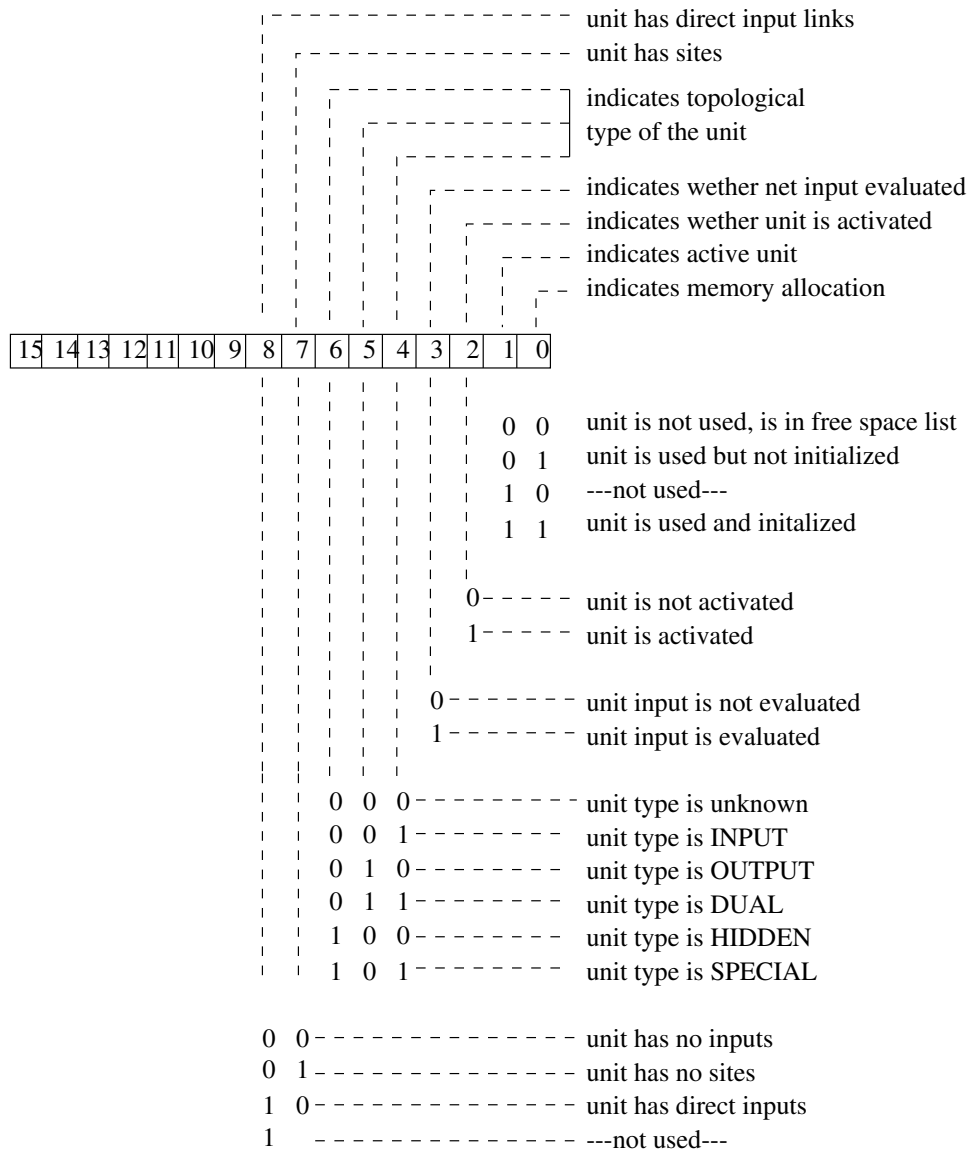 unit has direct input links
unit has sites
indicates topological
type of the unit
indicates wether net input evaluated
indicates wether unit is activated
indicates active unit
indicates memory allocation
15 14 13 12 11 10 9 8 7 6 5 4 3 2 1 0
0 0 unit is not used, is in free space list
0 1 unit is used but not initialized
1 0 ---not used---
1 1 unit is used and initalized
0 unit is not activated
1 unit is activated
0 unit input is not evaluated
1 unit input is evaluated
0 0 0 unit type is unknown
0 0 1 unit type is INPUT
0 1 0 unit type is OUTPUT
0 1 1 unit type is DUAL
1 0 0 unit type is HIDDEN
1 0 1 unit type is SPECIAL
0 0 unit has no inputs
0 1 unit has no sites
1 0 unit has direct inputs
1 ---not used---